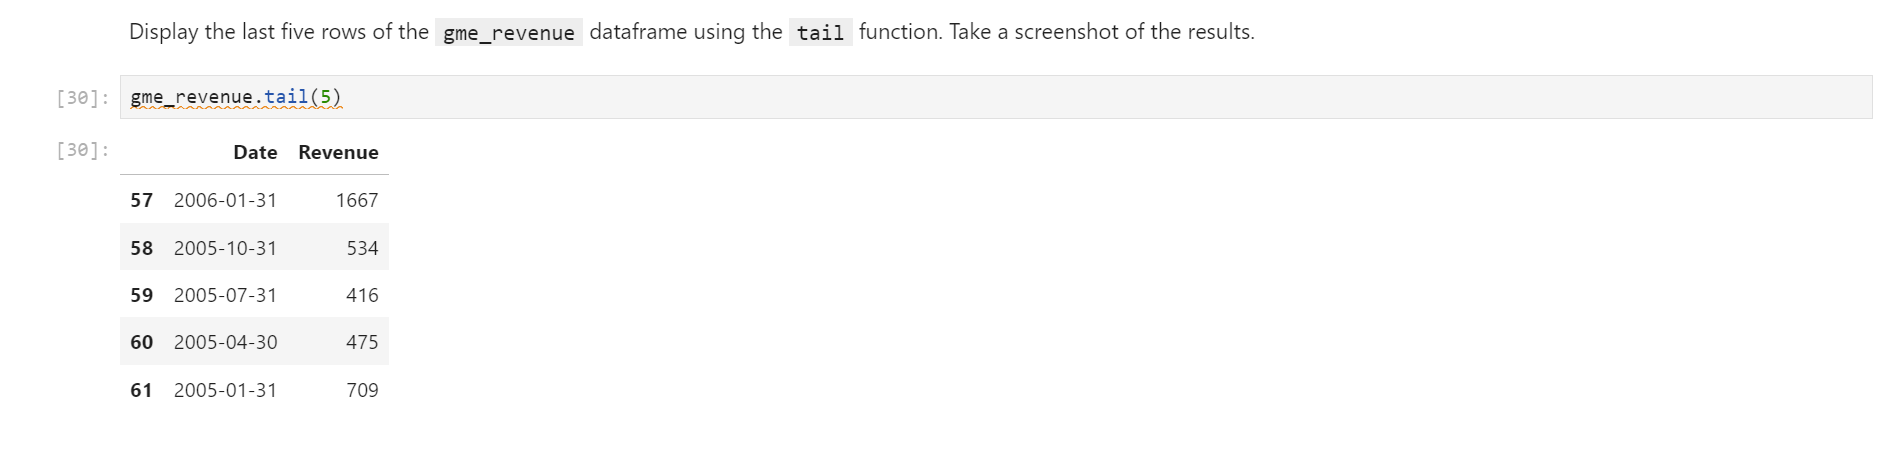 Display the last five rows of the gme_revenue dataframe using the tail function. Take a screenshot of the results.
[30]: gme_revenue.tail(5)
[30]: Date Revenue
57 2006-01-31 1667
58 2005-10-31 534
59 2005-07-31 416
60 2005-04-30 475
61 2005-01-31 709